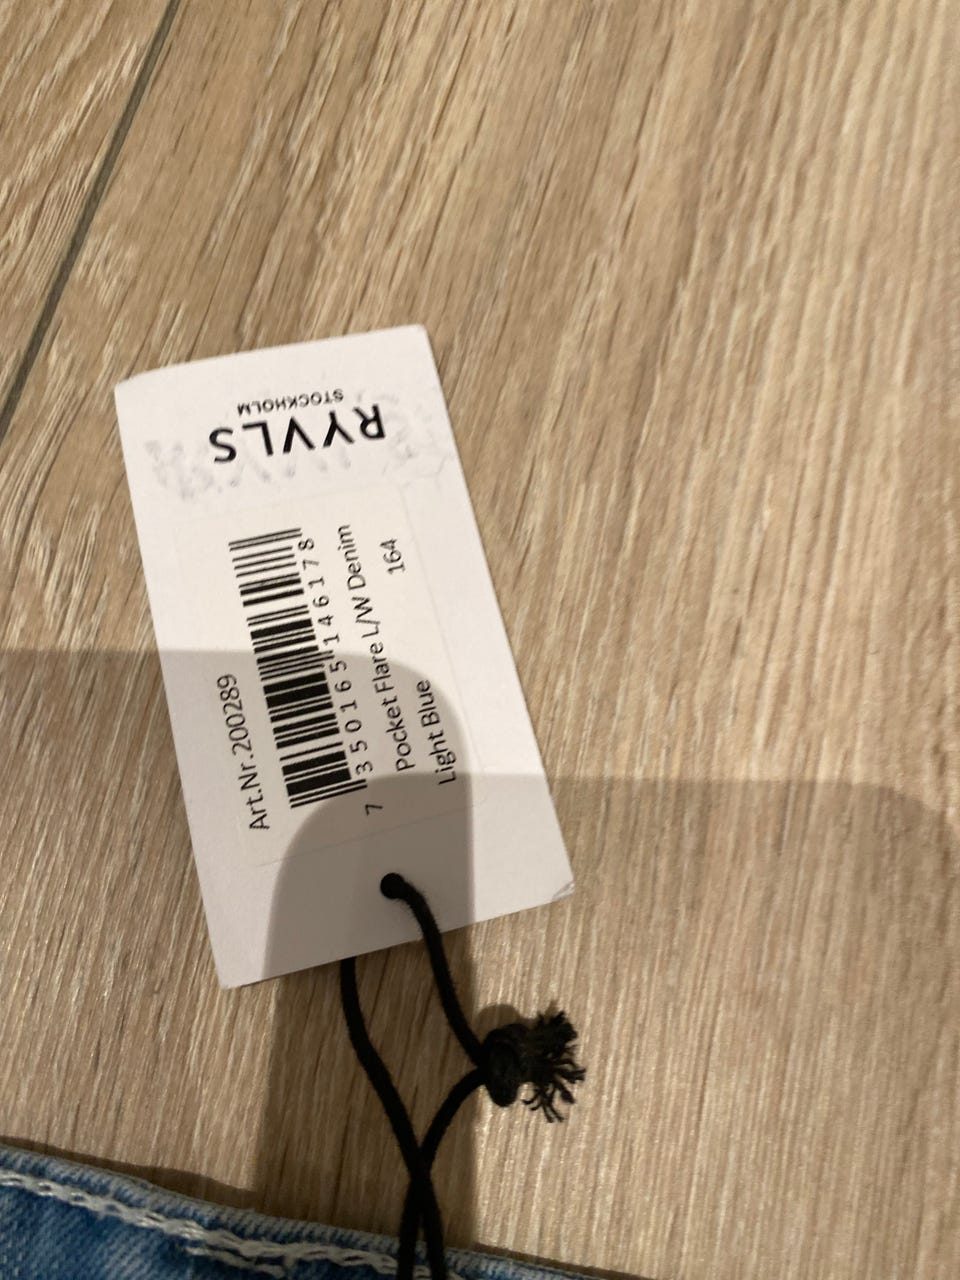 RYVLS
STOCKHOLM
Art.Nr.200289
7 350165 146178
Pocket Flare L/W Denim
Light Blue 164